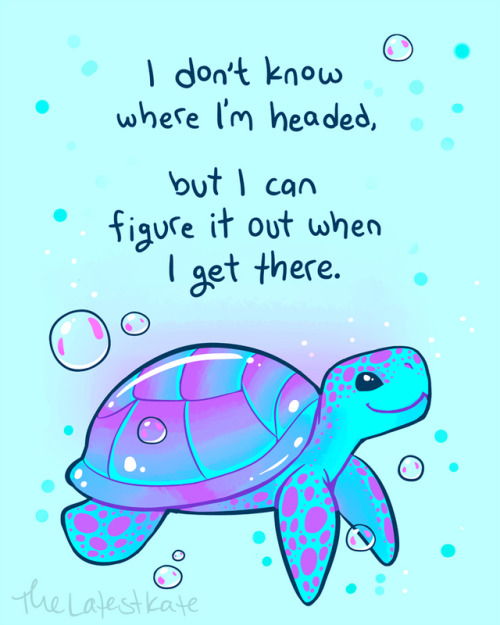 I don't know
where I'm headed,
but I can
figure it out when
I get there.
TheLatestKate